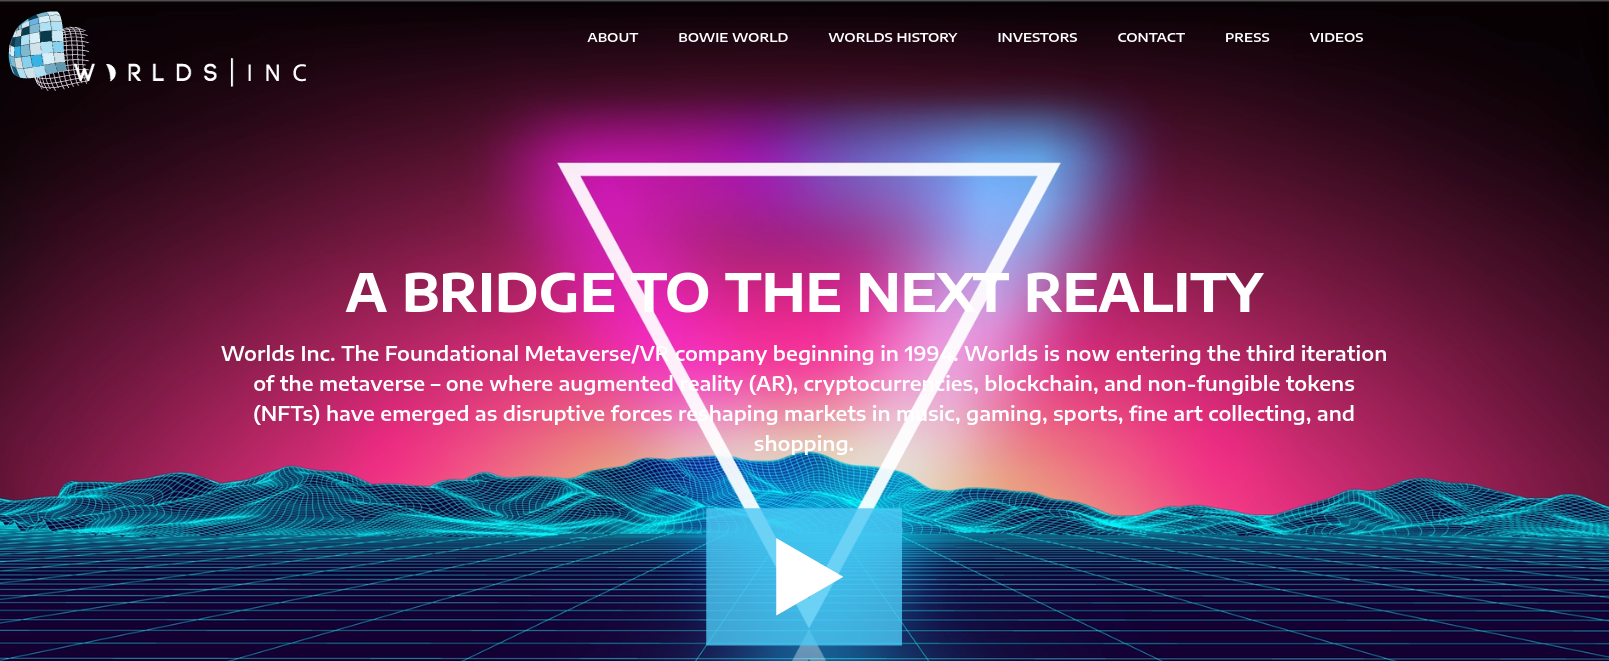 WORLDS|INC
ABOUT BOWIE WORLD WORLDS HISTORY INVESTORS CONTACT PRESS VIDEOS
A BRIDGE TO THE NEXT REALITY
Worlds Inc. The Foundational Metaverse/VR company beginning in 1994. Worlds is now entering the third iteration
of the metaverse – one where augmented reality (AR), cryptocurrencies, blockchain, and non-fungible tokens
(NFTs) have emerged as disruptive forces reshaping markets in music, gaming, sports, fine art collecting, and
shopping.